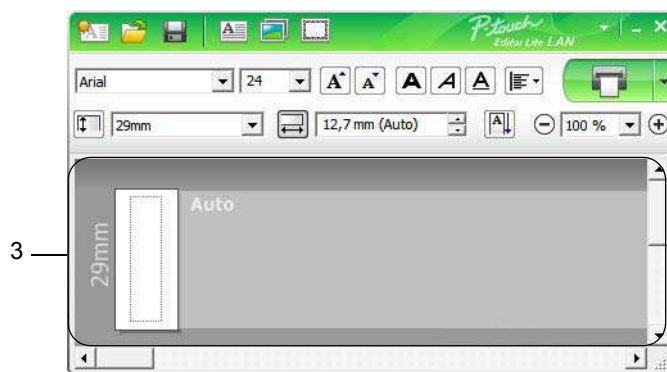 P-touch
Editor Lite LAN
Arial 24 A A A A A
29mm 12,7 mm (Auto) A 100 %
Auto
29mm
3